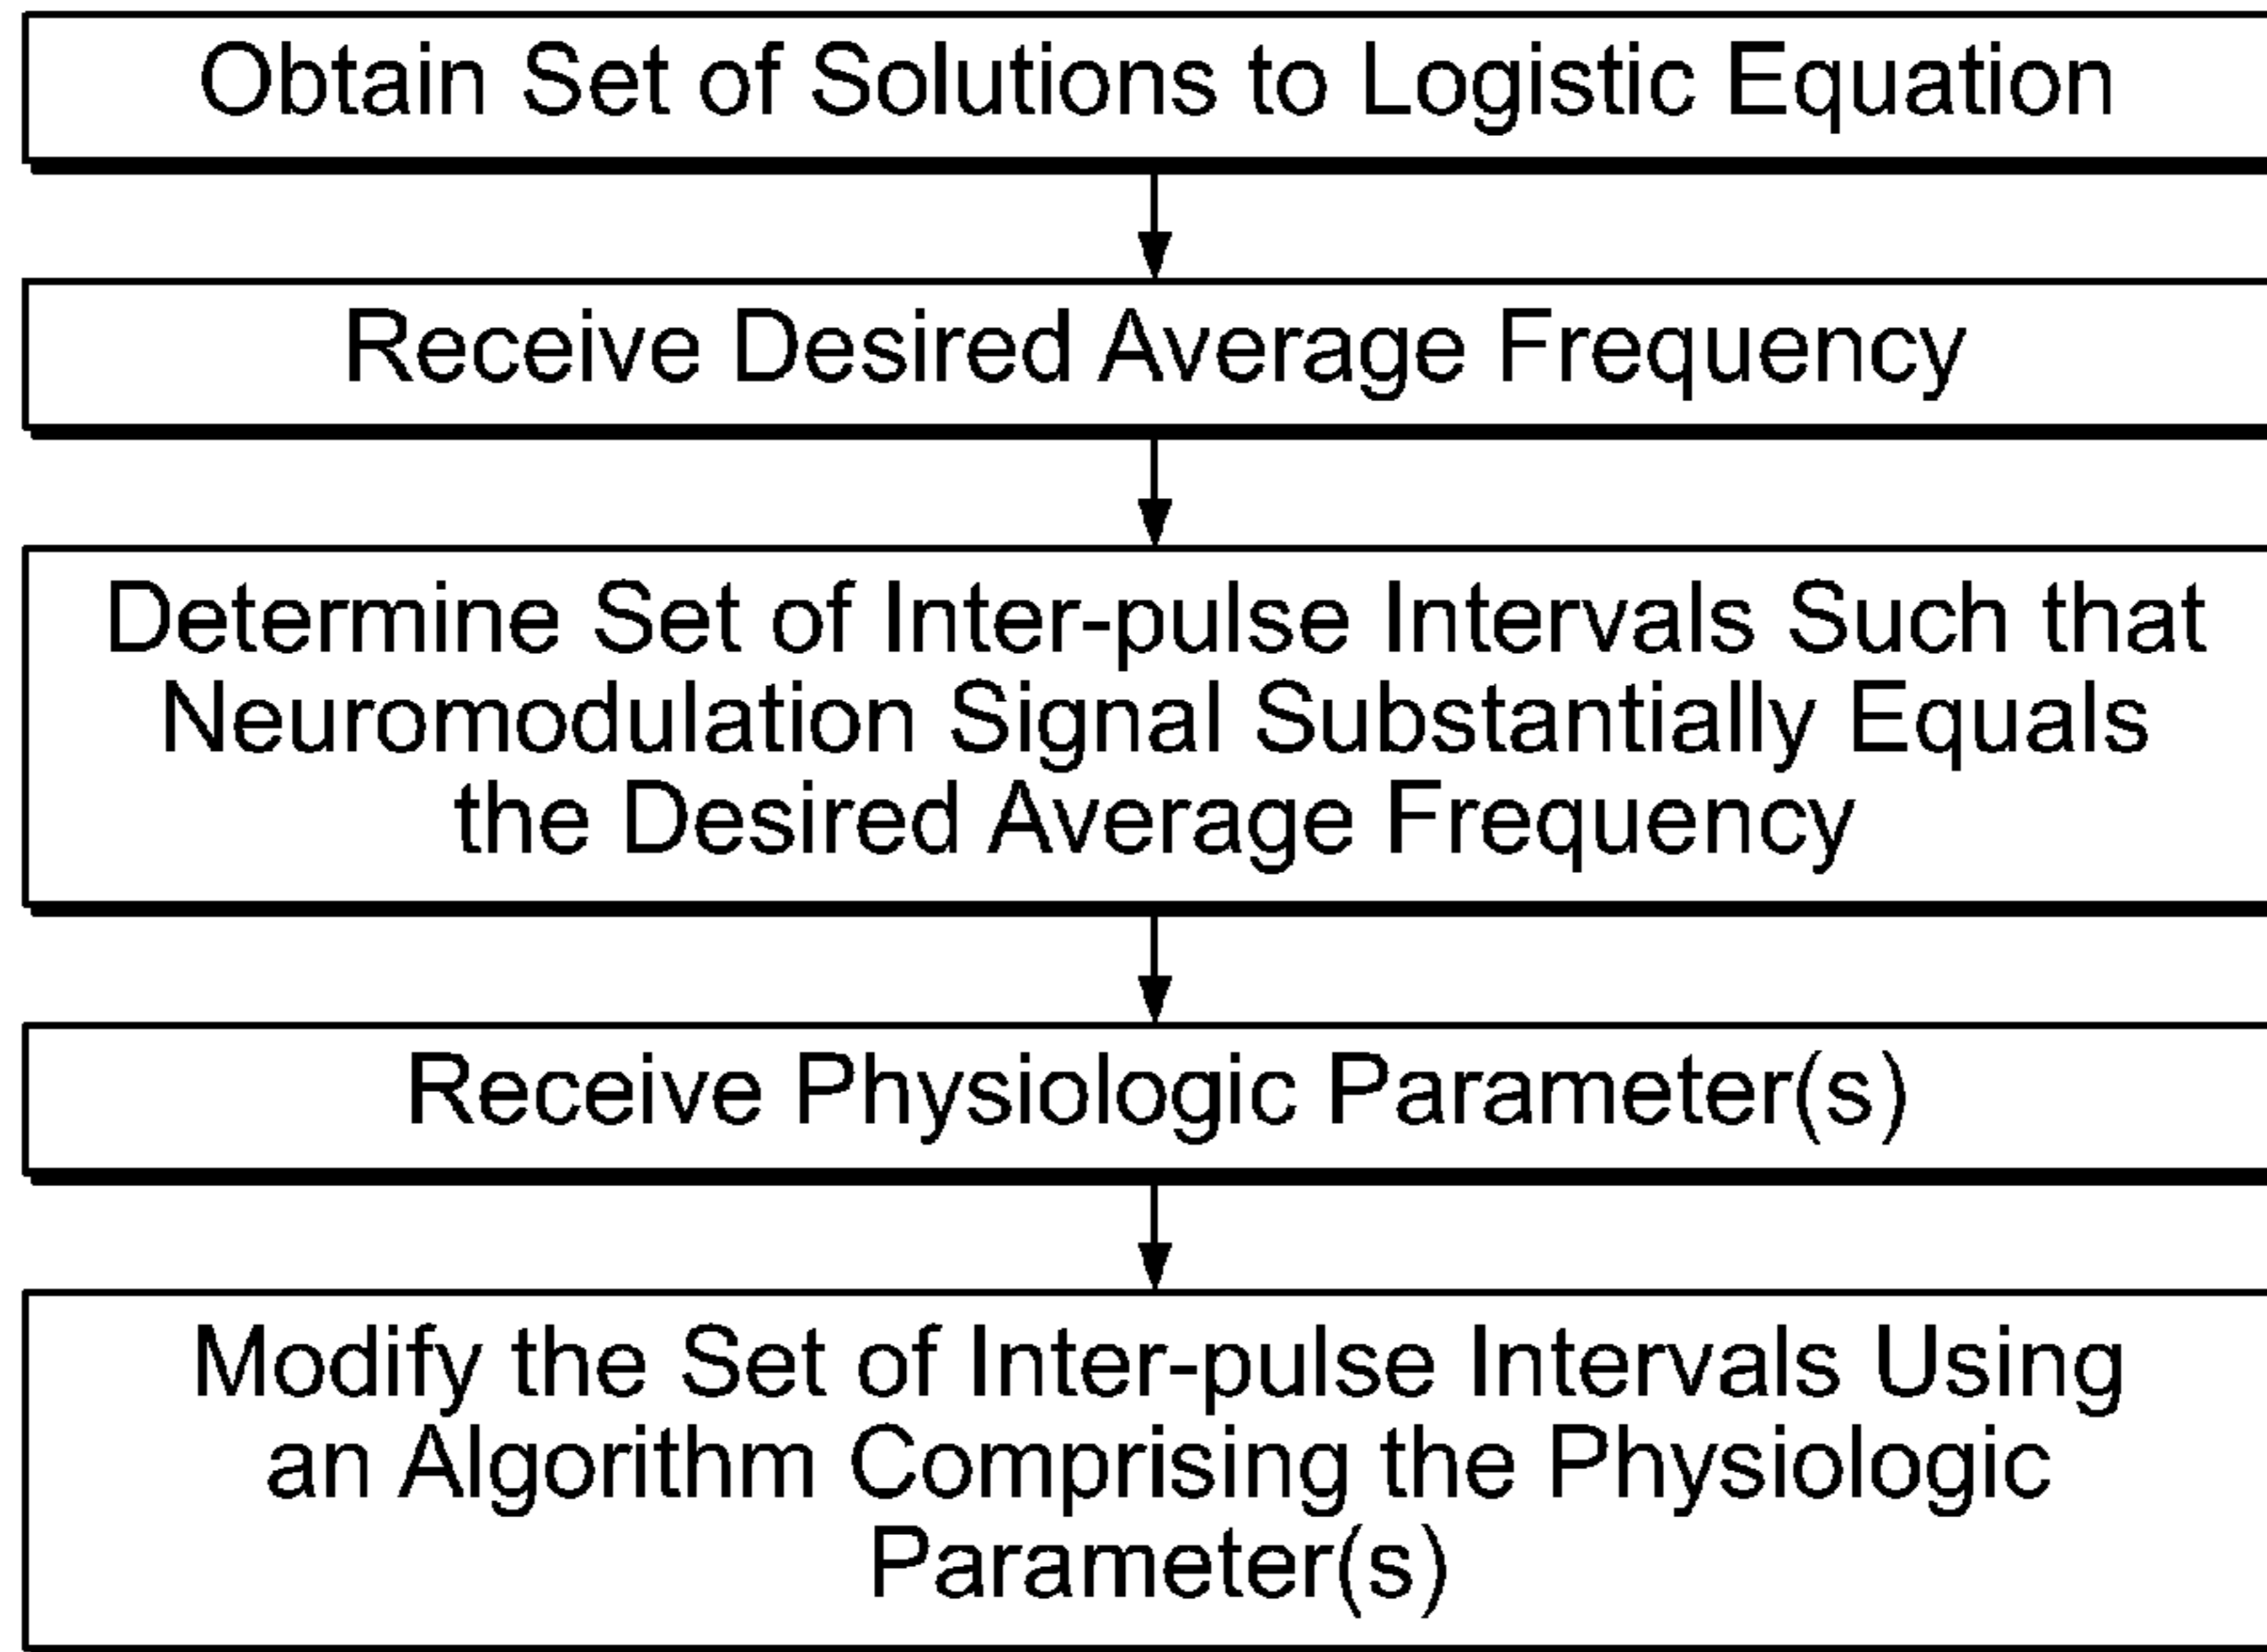 Obtain Set of Solutions to Logistic Equation
Receive Desired Average Frequency
Determine Set of Inter-pulse Intervals Such that
Neuromodulation Signal Substantially Equals
the Desired Average Frequency
Receive Physiologic Parameter(s)
Modify the Set of Inter-pulse Intervals Using
an Algorithm Comprising the Physiologic
Parameter(s)